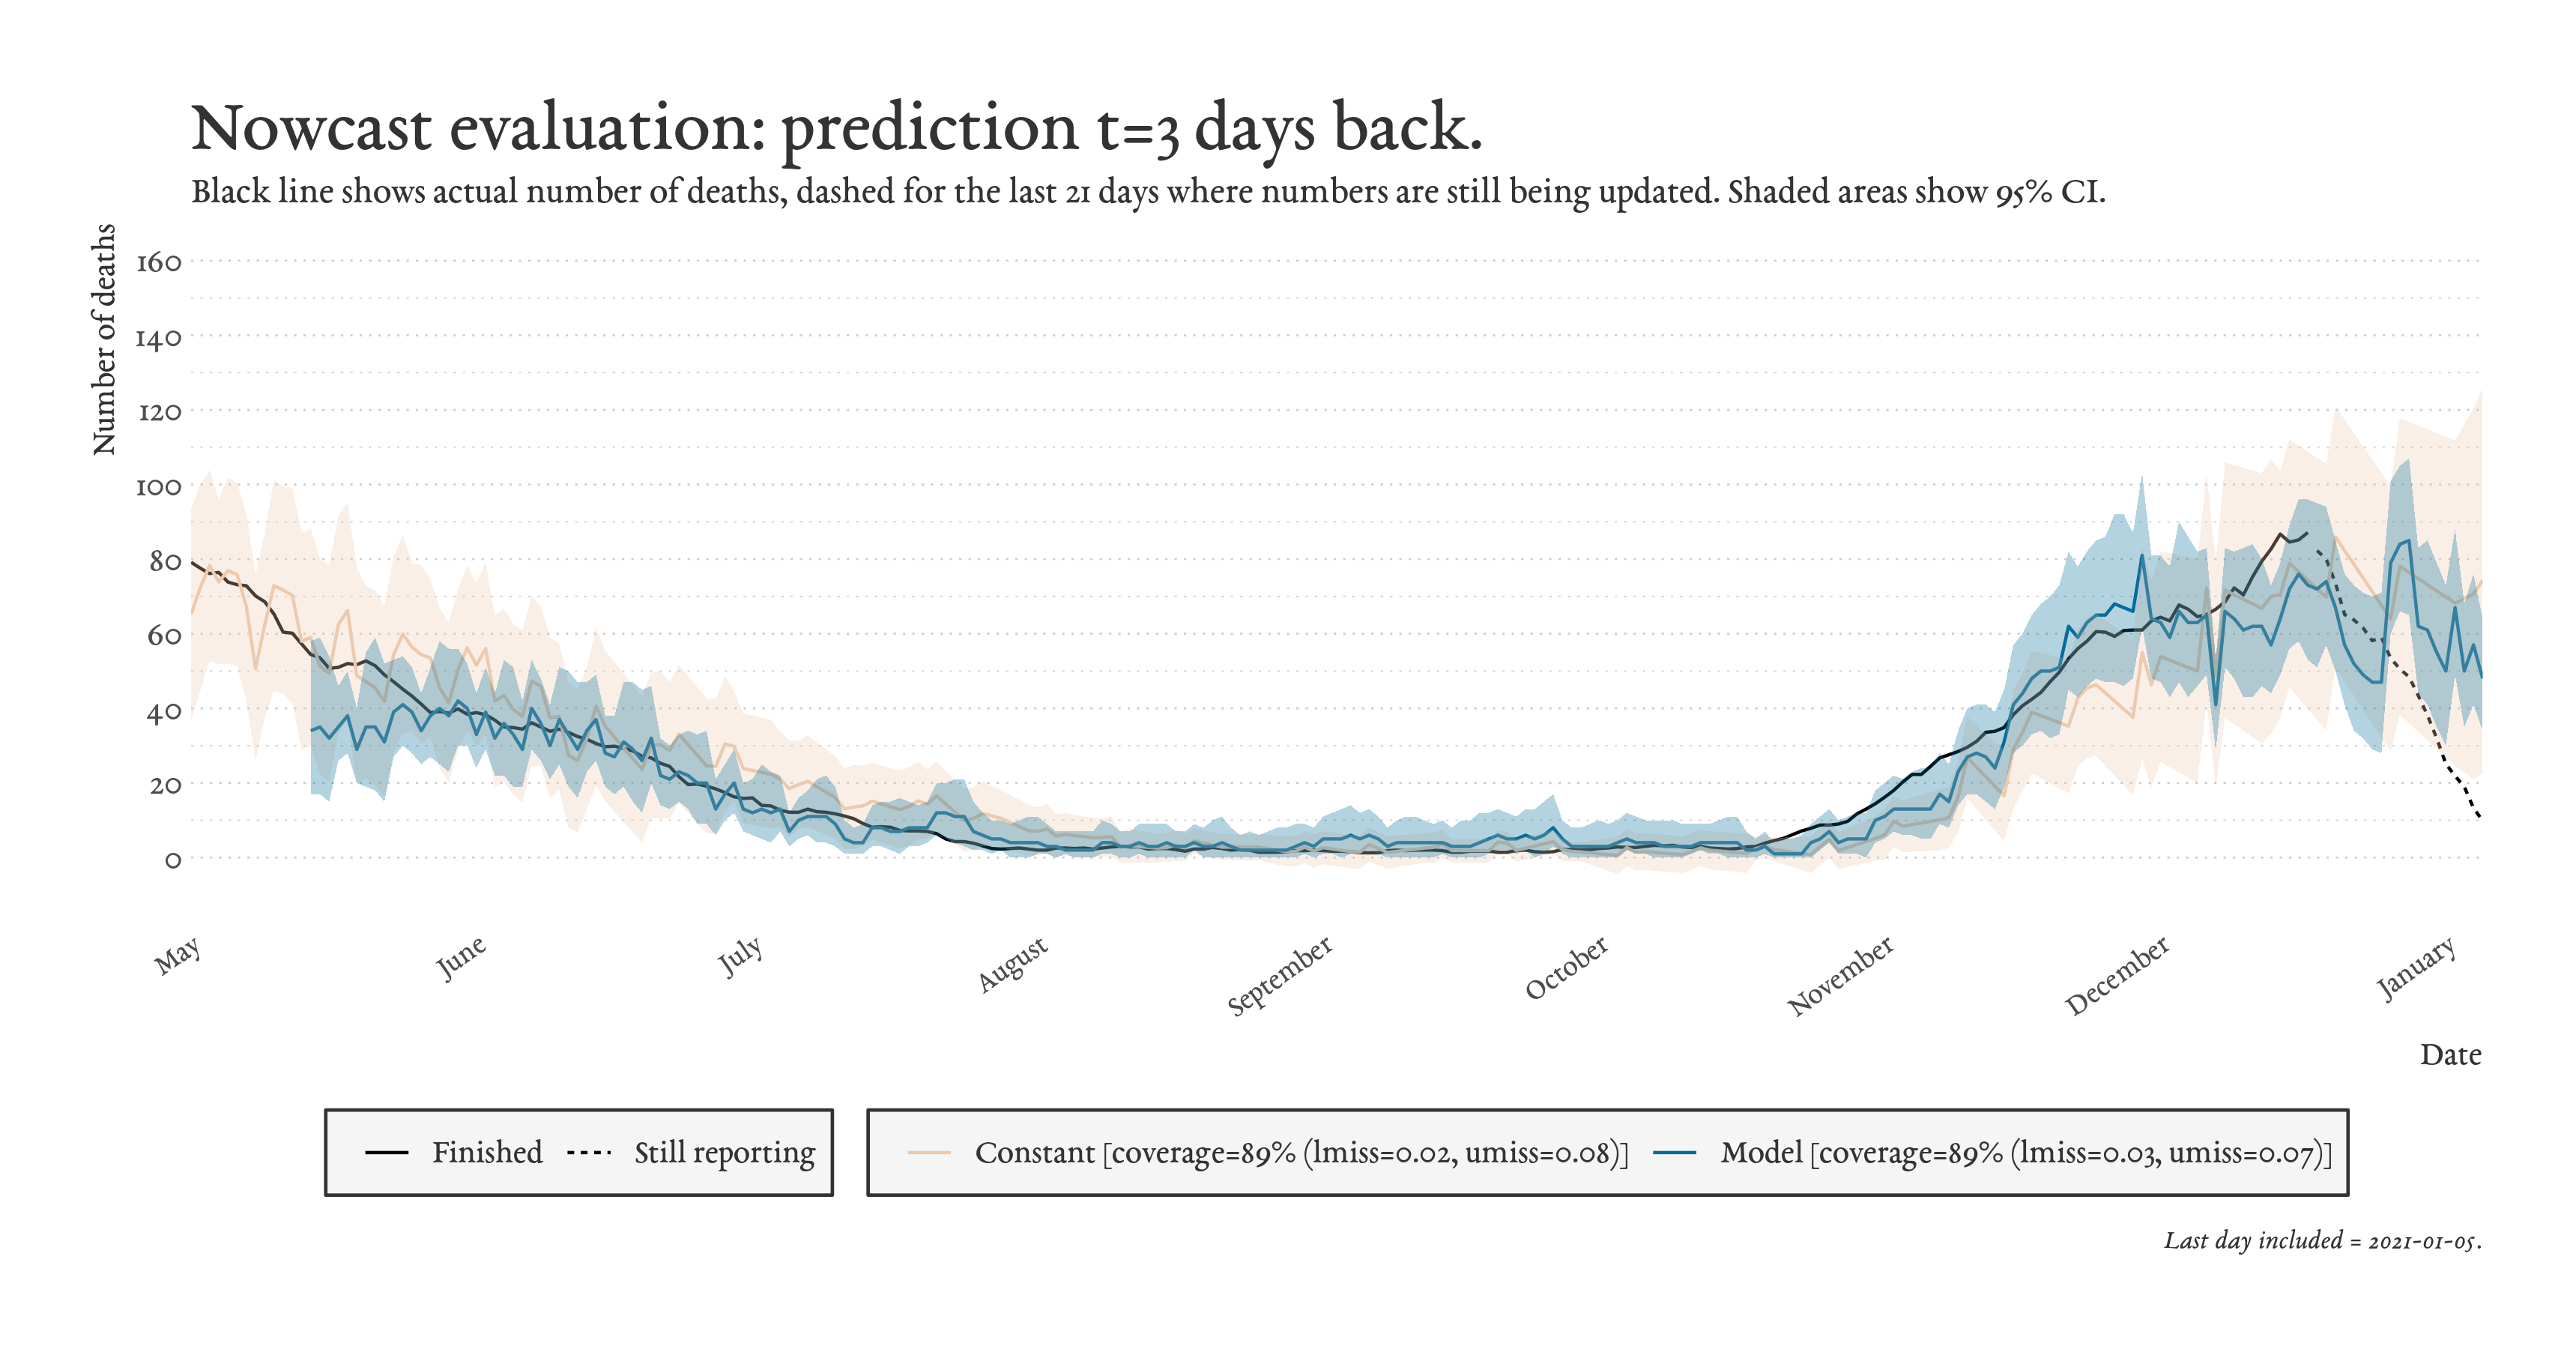 Nowcast evaluation: prediction t=3 days back.
Black line shows actual number of deaths, dashed for the last 21 days where numbers are still being updated. Shaded areas show 95% CI.
Number of deaths
160
140
120
100
80
60
40
20
0
May June July August September October November December January
Date
Finished Still reporting Constant [coverage=89% (lmiss=0.02, umiss=0.08)] Model [coverage=89% (lmiss=0.03, umiss=0.07)]
Last day included = 2021-01-05.